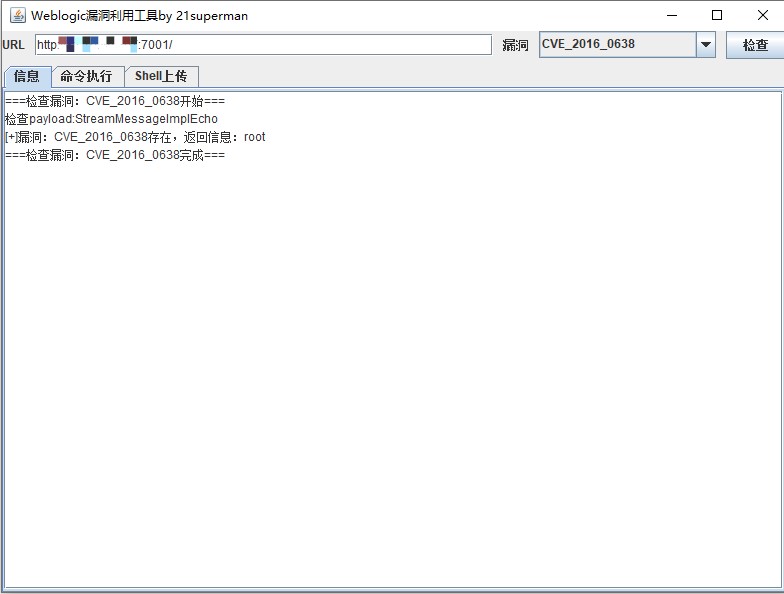 Weblogic漏洞利用工具by 21superman
URL http: :7001/ 漏洞 CVE_2016_0638 检查
信息 命令执行 Shell上传
===检查漏洞：CVE_2016_0638开始===
检查payload:StreamMessageImplEcho
[+]漏洞：CVE_2016_0638存在，返回信息：root
===检查漏洞：CVE_2016_0638完成===